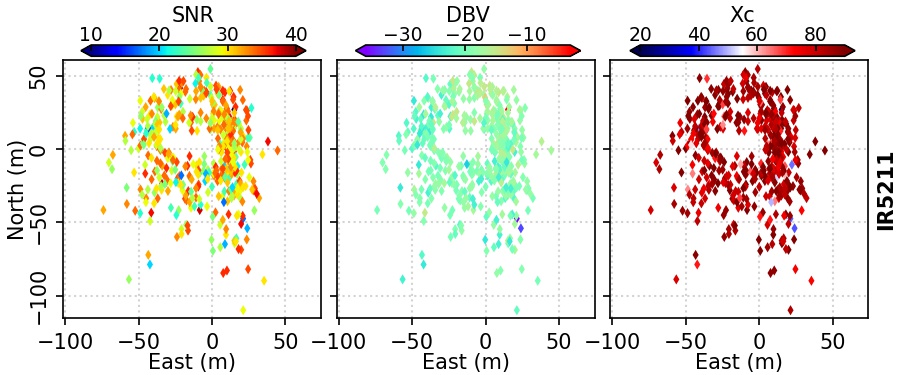 SNR DBV Xc
10 20 30 40 −30 −20 −10 20 40 60 80
50
0
−50
−100
North (m)
−100 −50 0 50 −100 −50 0 50 −100 −50 0 50
East (m) East (m) East (m)
IR5211